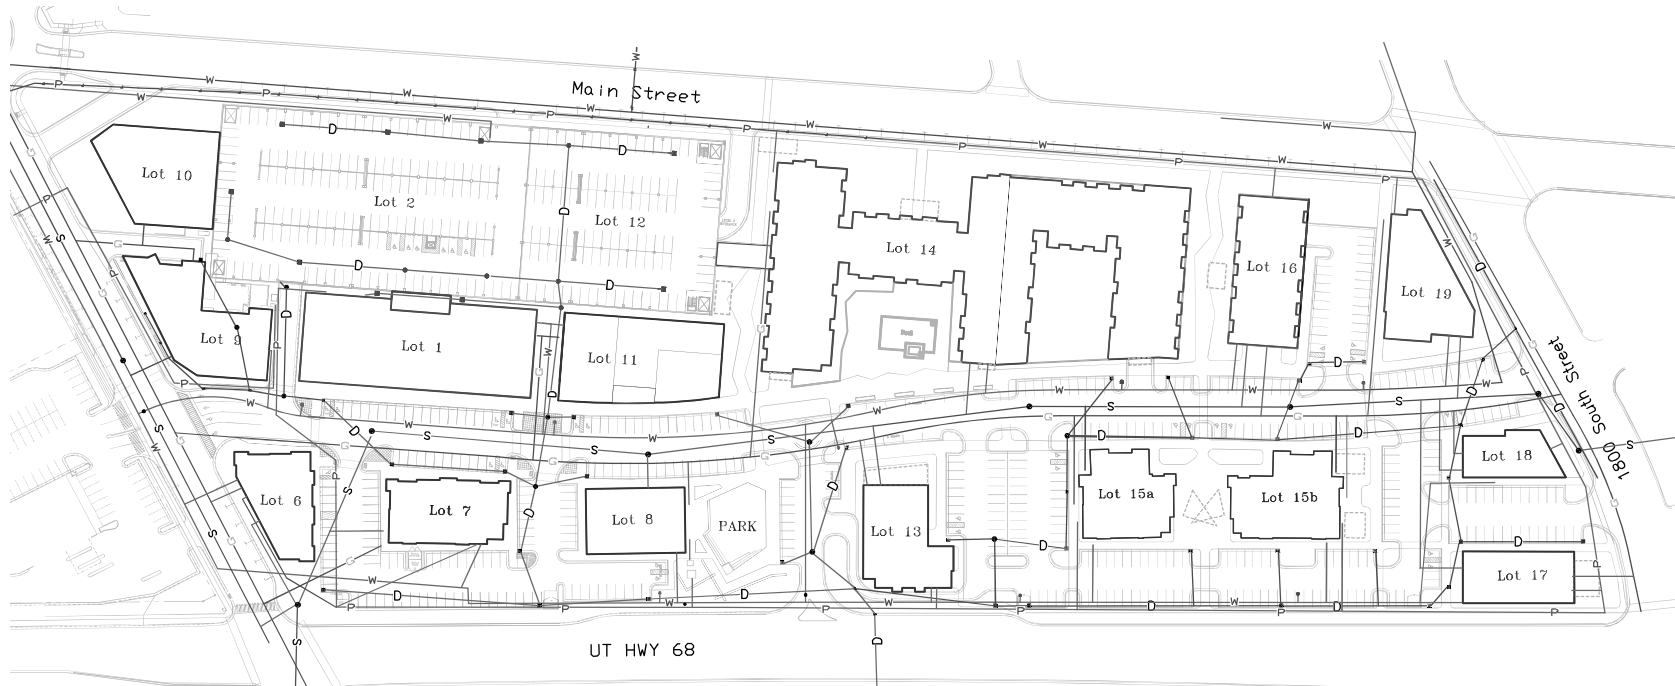 Main Street
Lot 10
Lot 2
Lot 12
Lot 14
Lot 16
Lot 19
Lot 9
Lot 1
Lot 11
1800 South Street
Lot 6
Lot 7
Lot 8
PARK
Lot 13
Lot 15a
Lot 15b
Lot 18
Lot 17
UT HWY 68